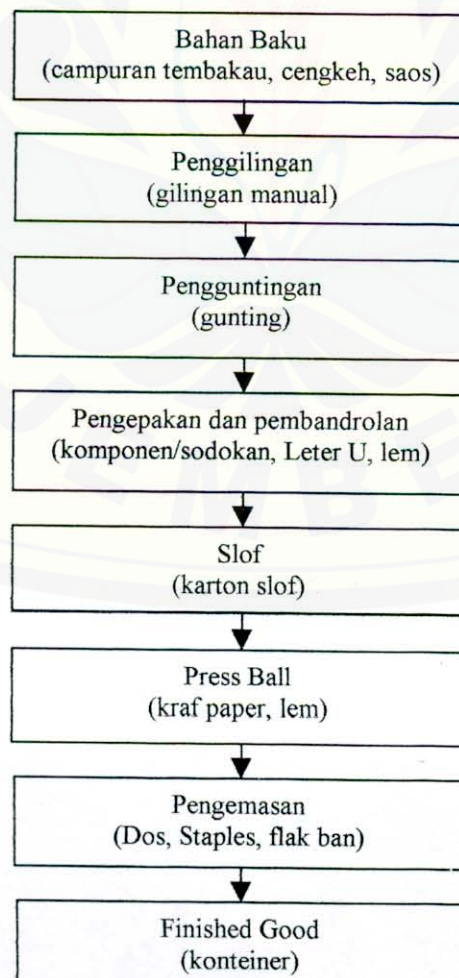 Bahan Baku
(campuran tembakau, cengkeh, saos)
Penggilingan
(gilingan manual)
Pengguntingan
(gunting)
Pengepakan dan pembandrolan
(komponen/sodokan, Leter U, lem)
Slof
(karton slof)
Press Ball
(kraf paper, lem)
Pengemasan
(Dos, Staples, flak ban)
Finished Good
(konteiner)